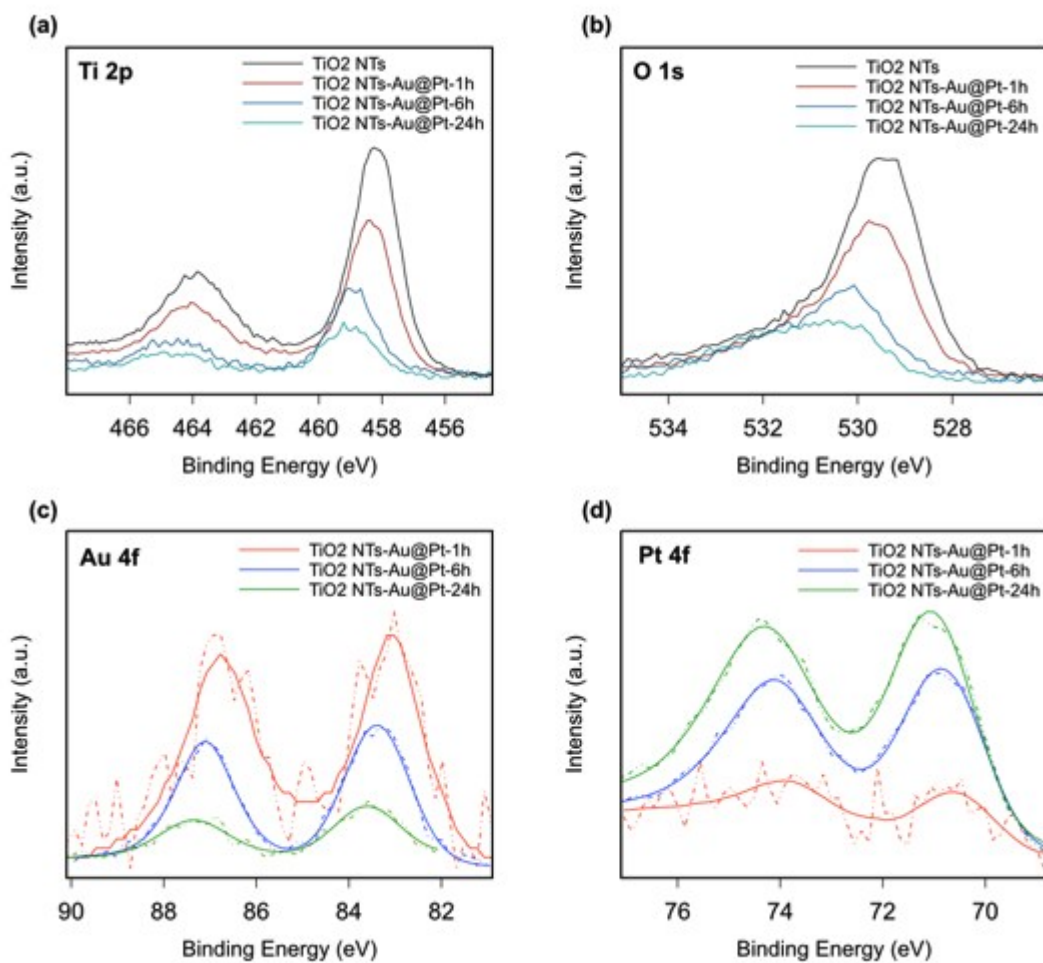 (a)
Ti 2p
TiO2 NTs
TiO2 NTs-Au@Pt-1h
TiO2 NTs-Au@Pt-6h
TiO2 NTs-Au@Pt-24h
Intensity (a.u.)
466 464 462 460 458 456
Binding Energy (eV)
(b)
O 1s
TiO2 NTs
TiO2 NTs-Au@Pt-1h
TiO2 NTs-Au@Pt-6h
TiO2 NTs-Au@Pt-24h
Intensity (a.u.)
534 532 530 528
Binding Energy (eV)
(c)
Au 4f
TiO2 NTs-Au@Pt-1h
TiO2 NTs-Au@Pt-6h
TiO2 NTs-Au@Pt-24h
Intensity (a.u.)
90 88 86 84 82
Binding Energy (eV)
(d)
Pt 4f
TiO2 NTs-Au@Pt-1h
TiO2 NTs-Au@Pt-6h
TiO2 NTs-Au@Pt-24h
Intensity (a.u.)
76 74 72 70
Binding Energy (eV)